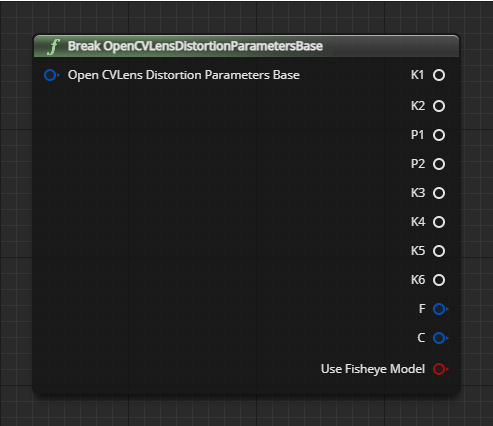 Break OpenCVLensDistortionParametersBase
Open CVLens Distortion Parameters Base
K1
K2
P1
P2
K3
K4
K5
K6
F
C
Use Fisheye Model